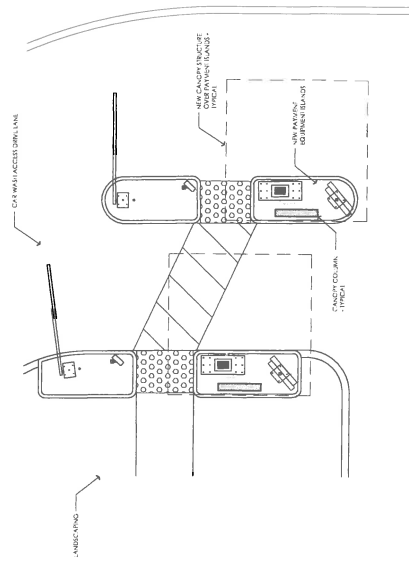 CAR WASH ACCESS DRIVE LANE
NEW CANOPY STRUCTURE
OVER PAYMENT ISLANDS -
TYPICAL
NEW PAYMENT
EQUIPMENT ISLANDS
CANOPY COLUMN
- TYPICAL
LANDSCAPING